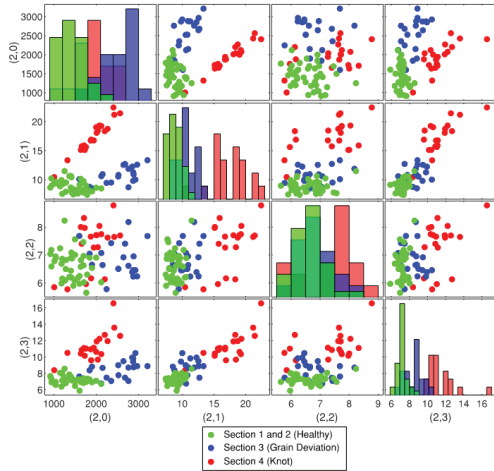 (2,0)
3000
2500
2000
1500
1000
(2,1)
20
15
10
(2,2)
8
7
6
(2,3)
16
14
12
10
8
6
1000 2000 3000
10 15 20
6 7 8 9
6 8 10 12 14 16
(2,0) (2,1) (2,2) (2,3)
Section 1 and 2 (Healthy)
Section 3 (Grain Deviation)
Section 4 (Knot)